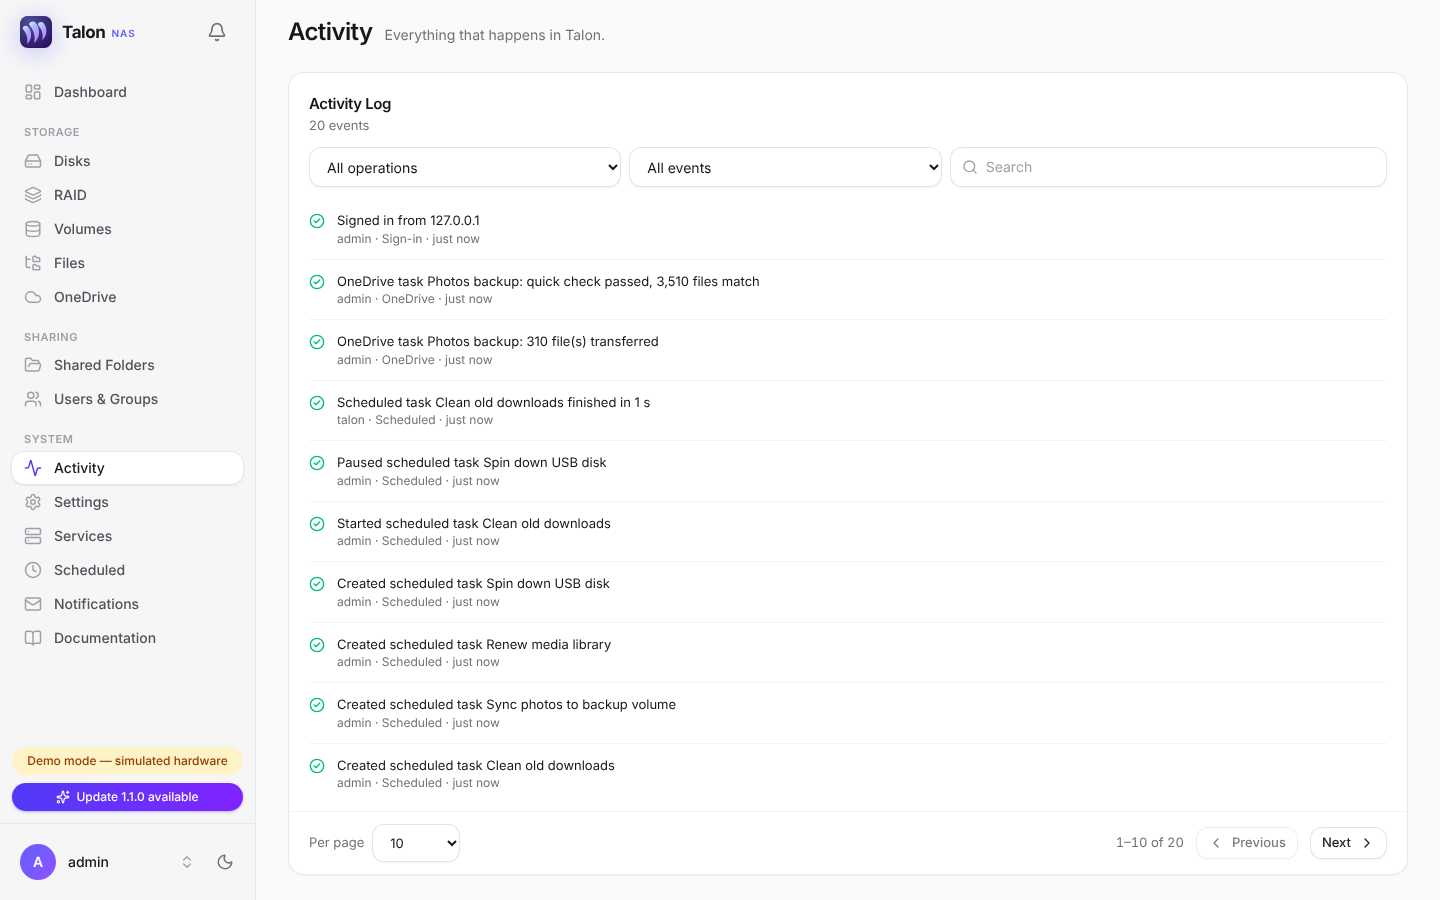 Talon NAS
Dashboard
STORAGE
Disks
RAID
Volumes
Files
OneDrive
SHARING
Shared Folders
Users & Groups
SYSTEM
Activity
Settings
Services
Scheduled
Notifications
Documentation
Demo mode — simulated hardware
Update 1.1.0 available
A
admin
Activity Everything that happens in Talon.
Activity Log
20 events
All operations
All events
Search
Signed in from 127.0.0.1
admin · Sign-in · just now
OneDrive task Photos backup: quick check passed, 3,510 files match
admin · OneDrive · just now
OneDrive task Photos backup: 310 file(s) transferred
admin · OneDrive · just now
Scheduled task Clean old downloads finished in 1 s
talon · Scheduled · just now
Paused scheduled task Spin down USB disk
admin · Scheduled · just now
Started scheduled task Clean old downloads
admin · Scheduled · just now
Created scheduled task Spin down USB disk
admin · Scheduled · just now
Created scheduled task Renew media library
admin · Scheduled · just now
Created scheduled task Sync photos to backup volume
admin · Scheduled · just now
Created scheduled task Clean old downloads
admin · Scheduled · just now
Per page 10
1–10 of 20
Previous
Next